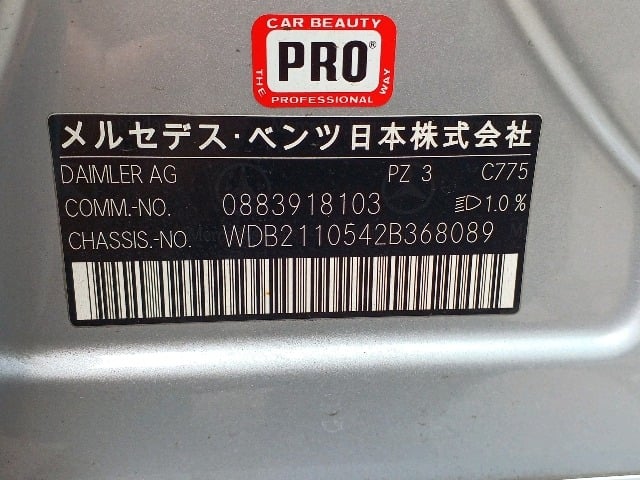 CAR BEAUTY
PRO®
THE PROFESSIONAL WAY
メルセデス・ベンツ日本株式会社
DAIMLER AG PZ 3 C775
COMM.-NO. 0883918103 1.0%
CHASSIS.-NO. WDB2110542B368089